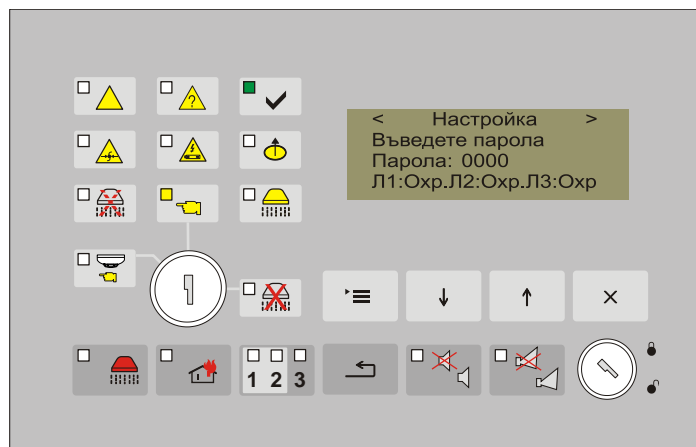 < Настройка >
Въведете парола
Парола: 0000
Л1:Охр.Л2:Охр.Л3:Охр
?
1 2 3